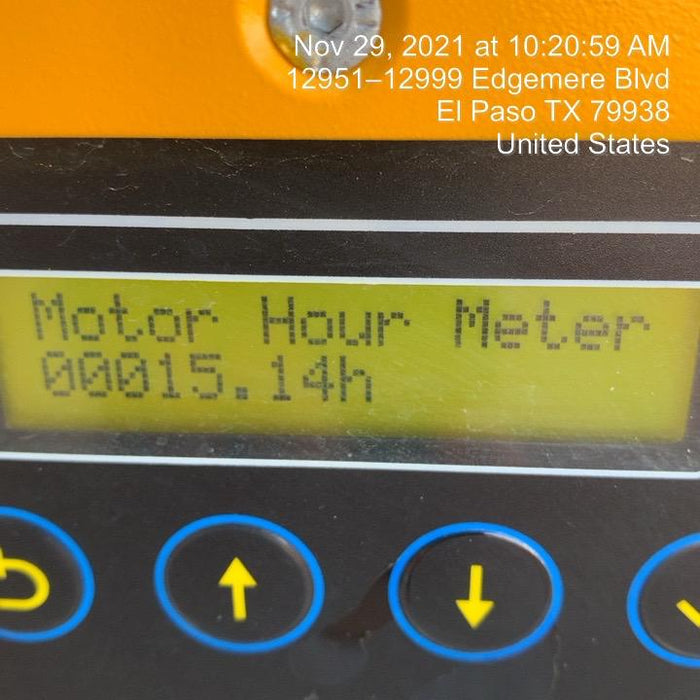 Nov 29, 2021 at 10:20:59 AM
12951–12999 Edgemere Blvd
El Paso TX 79938
United States
Motor Hour Meter
00015.14h